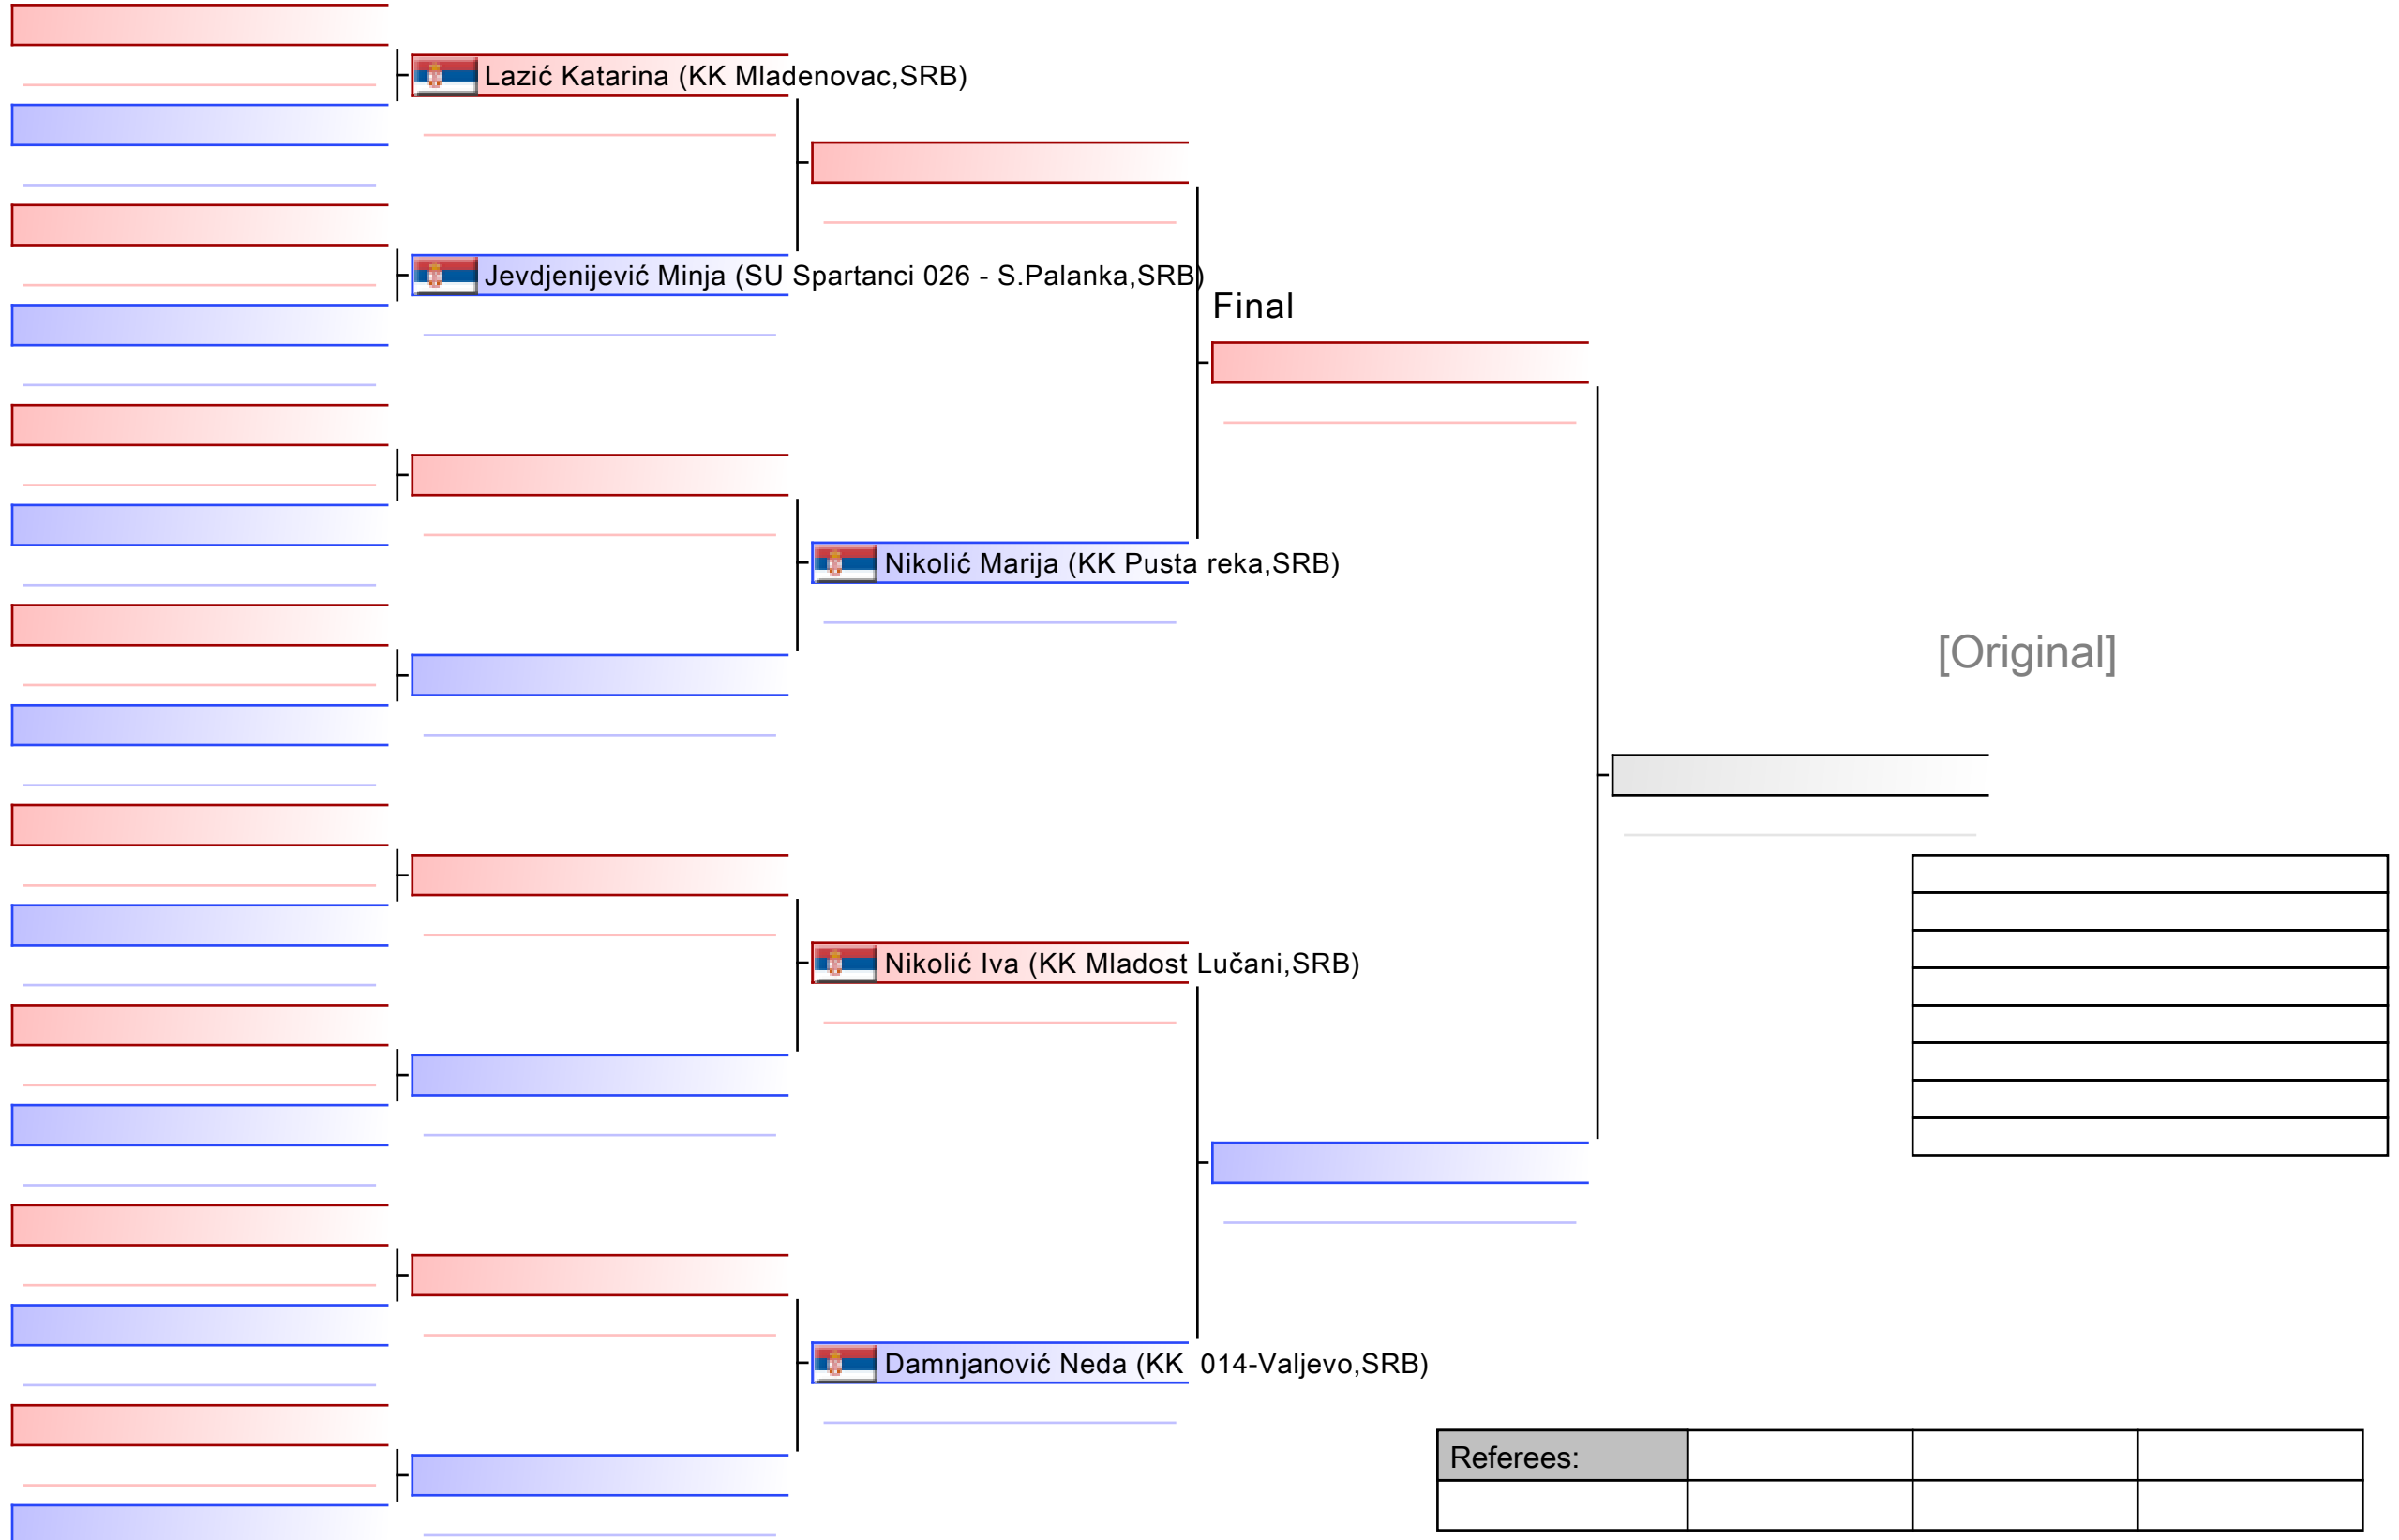 Lazić Katarina (KK Mladenovac,SRB)
Jevdjenijević Minja (SU Spartanci 026 - S.Palanka,SRB)
Final
Nikolić Marija (KK Pusta reka,SRB)
[Original]
Nikolić Iva (KK Mladost Lučani,SRB)
Damnjanović Neda (KK  014-Valjevo,SRB)
Referees: